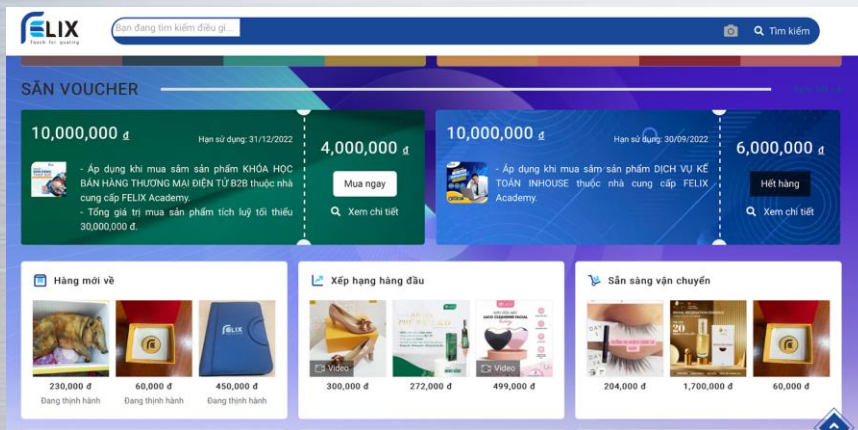 FELIX
Touch for quality
Bạn đang tìm kiếm điều gì...
Tìm kiếm
SĂN VOUCHER
10,000,000 đ
Hạn sử dụng: 31/12/2022
- Áp dụng khi mua sắm sản phẩm KHÓA HỌC
BÁN HÀNG THƯƠNG MẠI ĐIỆN TỬ B2B thuộc nhà
cung cấp FELIX Academy.
- Tổng giá trị mua sản phẩm tích luỹ tối thiểu
30,000,000 đ.
4,000,000 đ
Mua ngay
Xem chi tiết
10,000,000 đ
Hạn sử dụng: 30/09/2022
- Áp dụng khi mua sắm sản phẩm DỊCH VỤ KẾ
TOÁN INHOUSE thuộc nhà cung cấp FELIX
Academy.
6,000,000 đ
Hết hàng
Xem chi tiết
Hàng mới về
FELIX
230,000 đ
60,000 đ
450,000 đ
Đang thịnh hành
Đang thịnh hành
Đang thịnh hành
Xếp hạng hàng đầu
Video
Video
300,000 đ
272,000 đ
499,000 đ
Sẵn sàng vận chuyển
204,000 đ
1,700,000 đ
60,000 đ